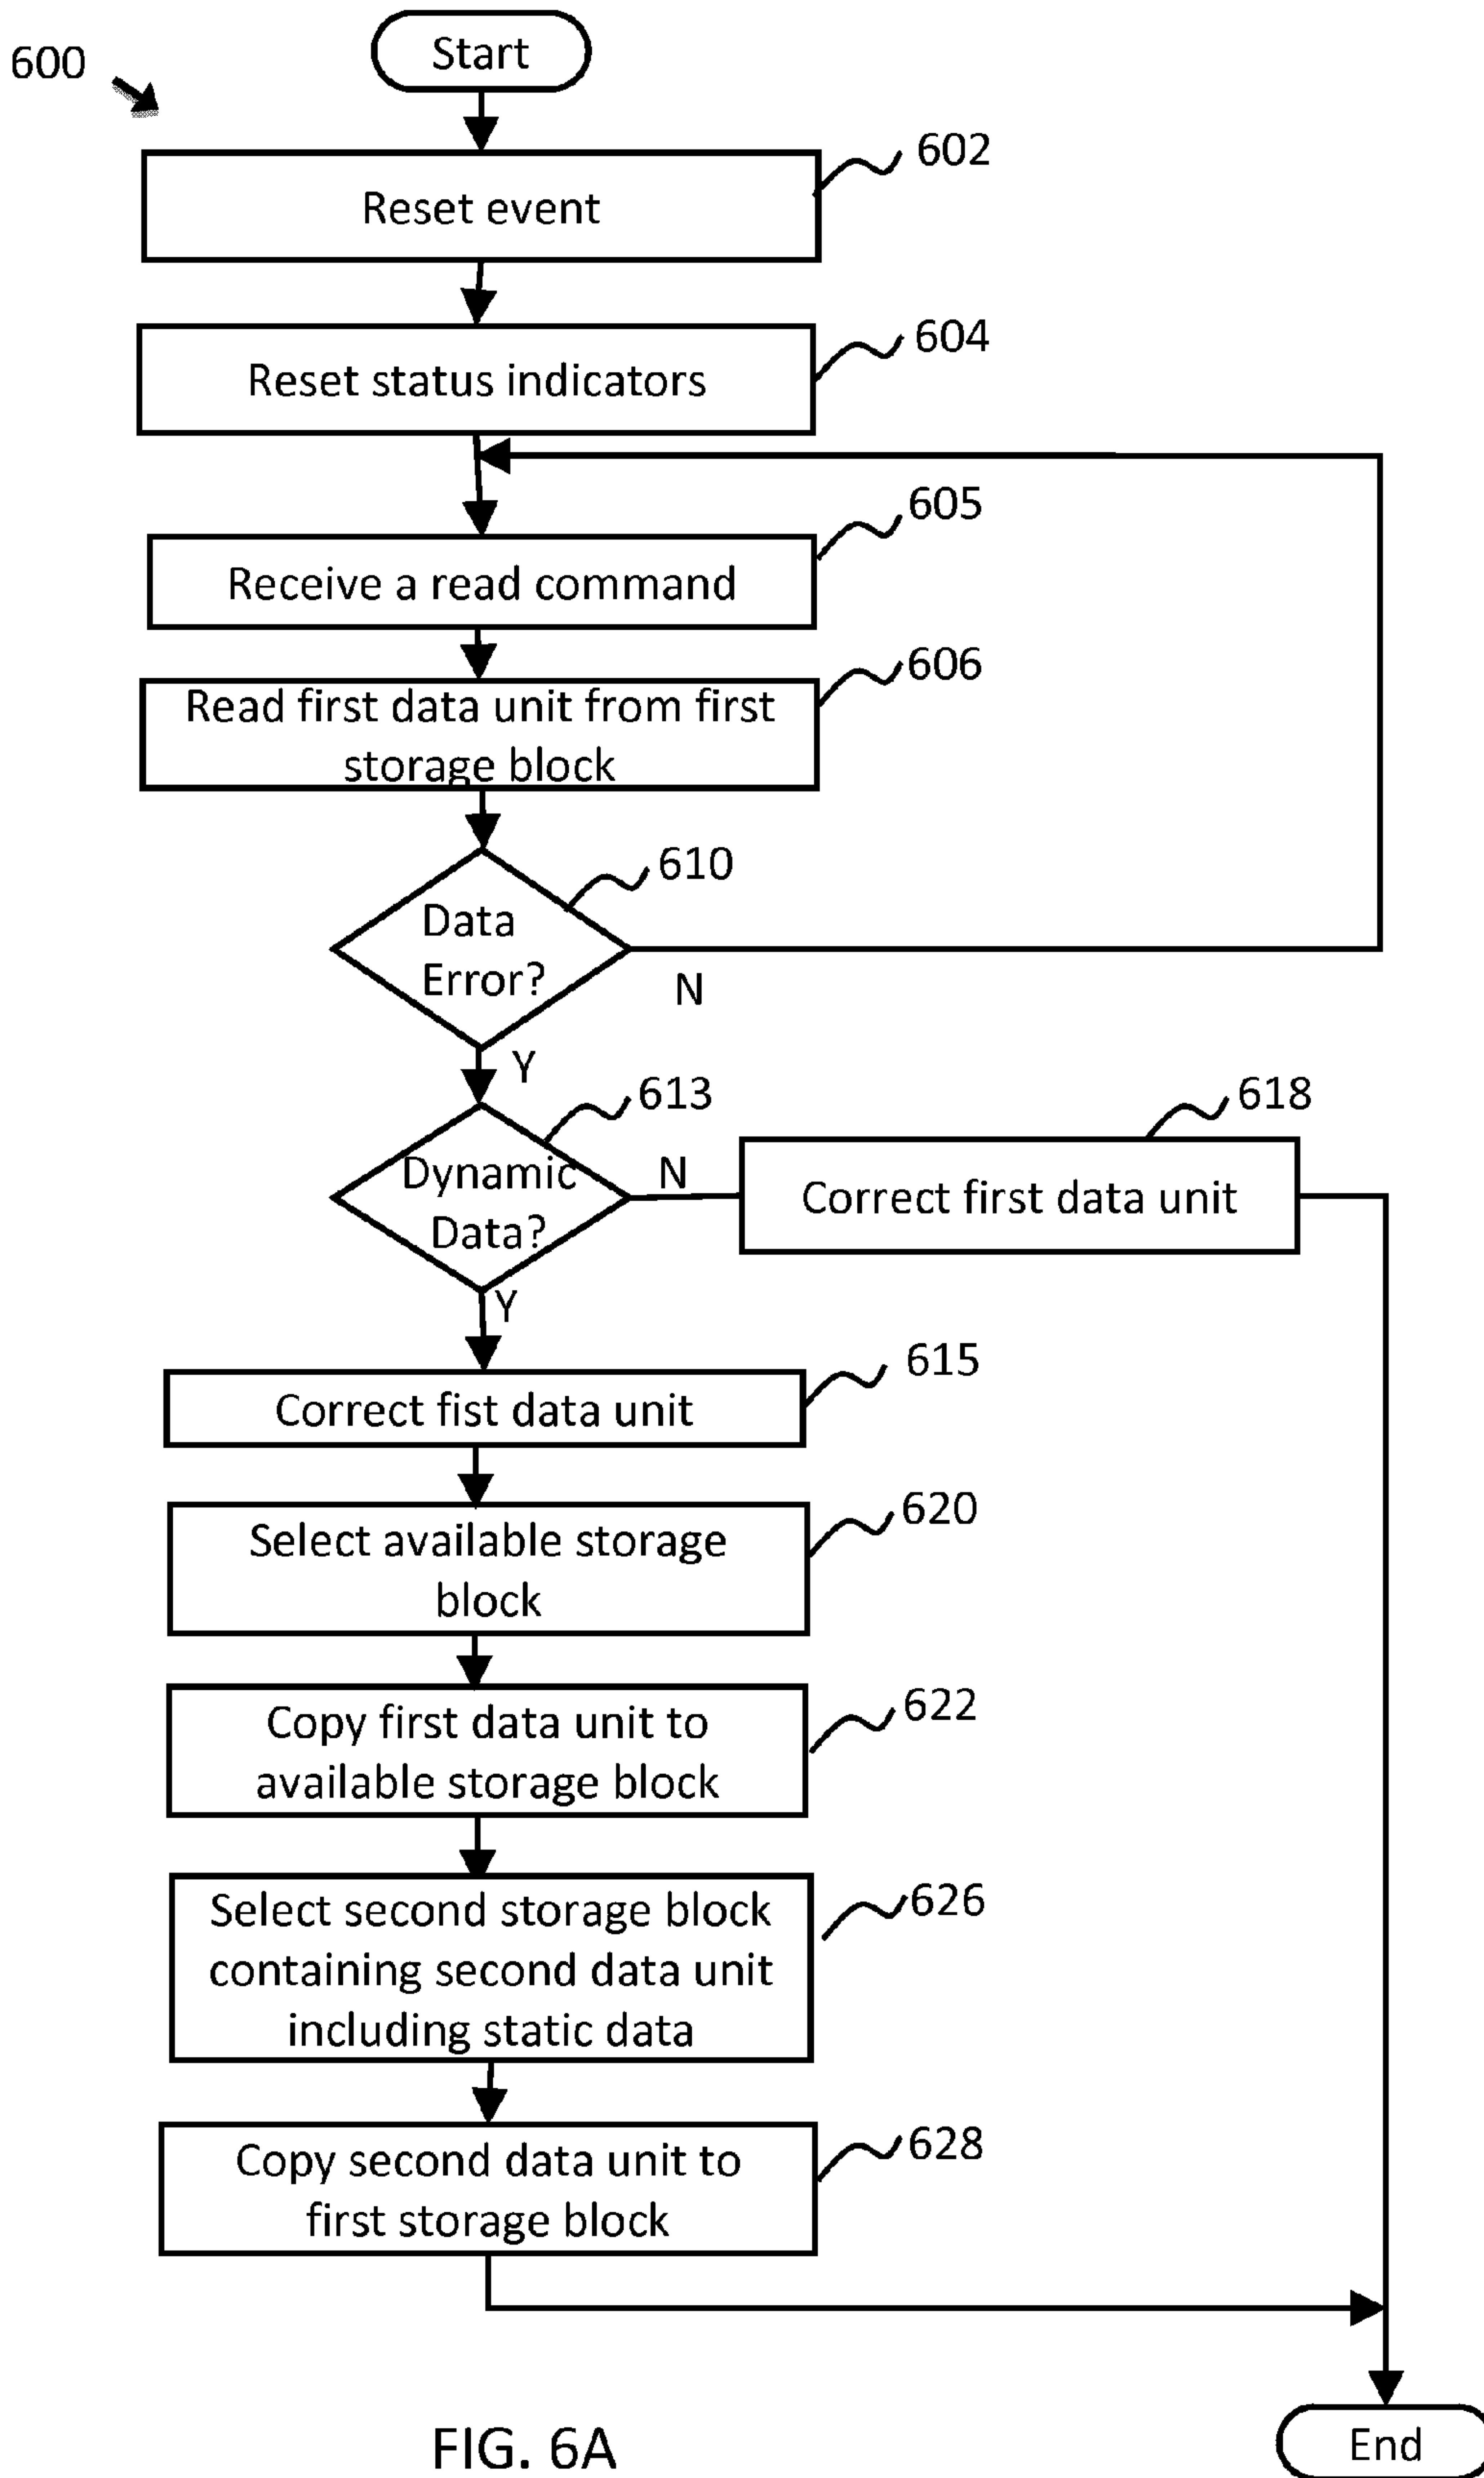 Start
600
602
Reset event
604
Reset status indicators
605
Receive a read command
606
Read first data unit from first
storage block
610
Data
Error?
N
Y
613
618
Dynamic
Data?
N
Correct first data unit
Y
615
Correct fist data unit
620
Select available storage
block
622
Copy first data unit to
available storage block
626
Select second storage block
containing second data unit
including static data
628
Copy second data unit to
first storage block
FIG. 6A
End